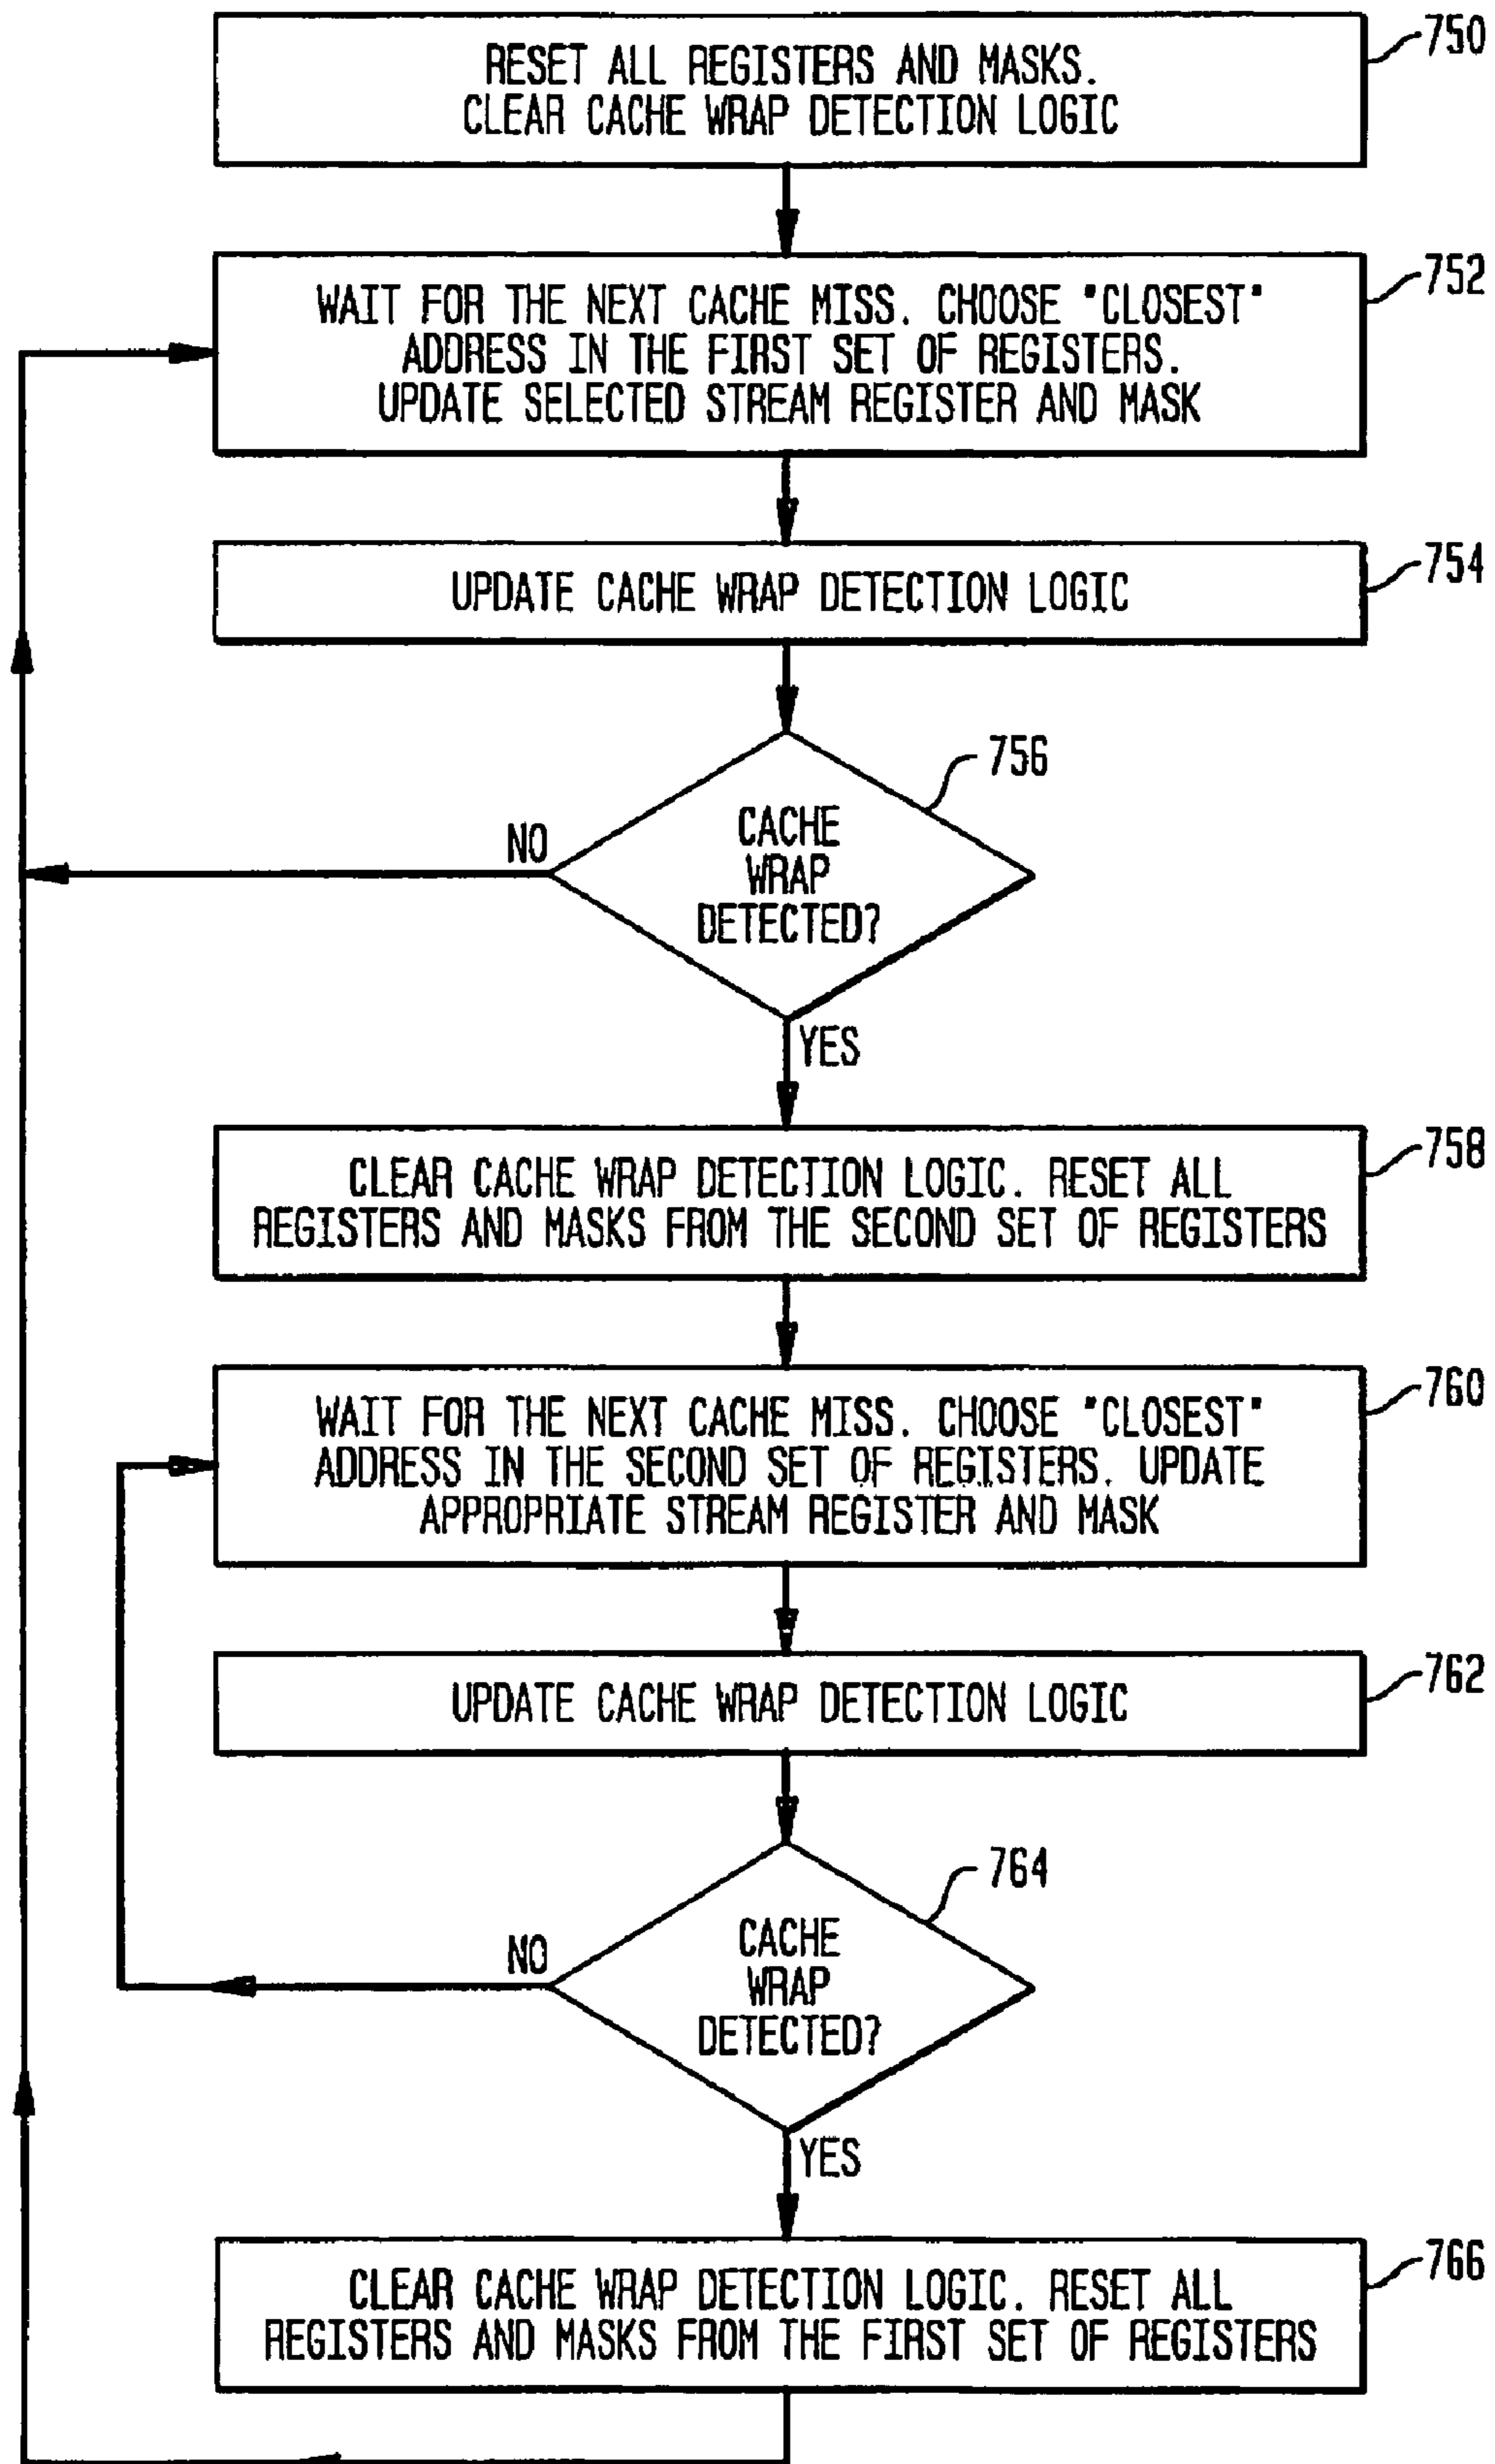 RESET ALL REGISTERS AND MASKS.
CLEAR CACHE WRAP DETECTION LOGIC
750
WAIT FOR THE NEXT CACHE MISS. CHOOSE "CLOSEST"
ADDRESS IN THE FIRST SET OF REGISTERS.
UPDATE SELECTED STREAM REGISTER AND MASK
752
UPDATE CACHE WRAP DETECTION LOGIC
754
756
CACHE
WRAP
DETECTED?
NO
YES
CLEAR CACHE WRAP DETECTION LOGIC. RESET ALL
REGISTERS AND MASKS FROM THE SECOND SET OF REGISTERS
758
WAIT FOR THE NEXT CACHE MISS. CHOOSE "CLOSEST"
ADDRESS IN THE SECOND SET OF REGISTERS. UPDATE
APPROPRIATE STREAM REGISTER AND MASK
760
UPDATE CACHE WRAP DETECTION LOGIC
762
764
CACHE
WRAP
DETECTED?
NO
YES
CLEAR CACHE WRAP DETECTION LOGIC. RESET ALL
REGISTERS AND MASKS FROM THE FIRST SET OF REGISTERS
766